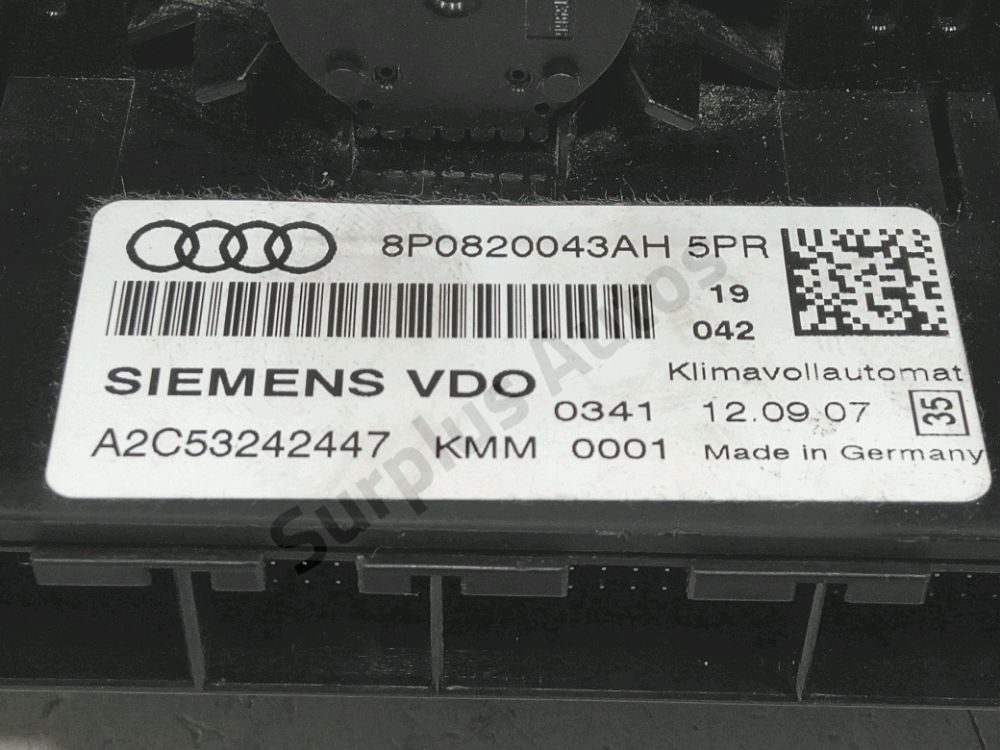 8P0820043AH 5PR
19
042
SIEMENS VDO
Klimavollautomat
0341 12.09.07 35
A2C53242447 KMM 0001 Made in Germany
Surplus Autos